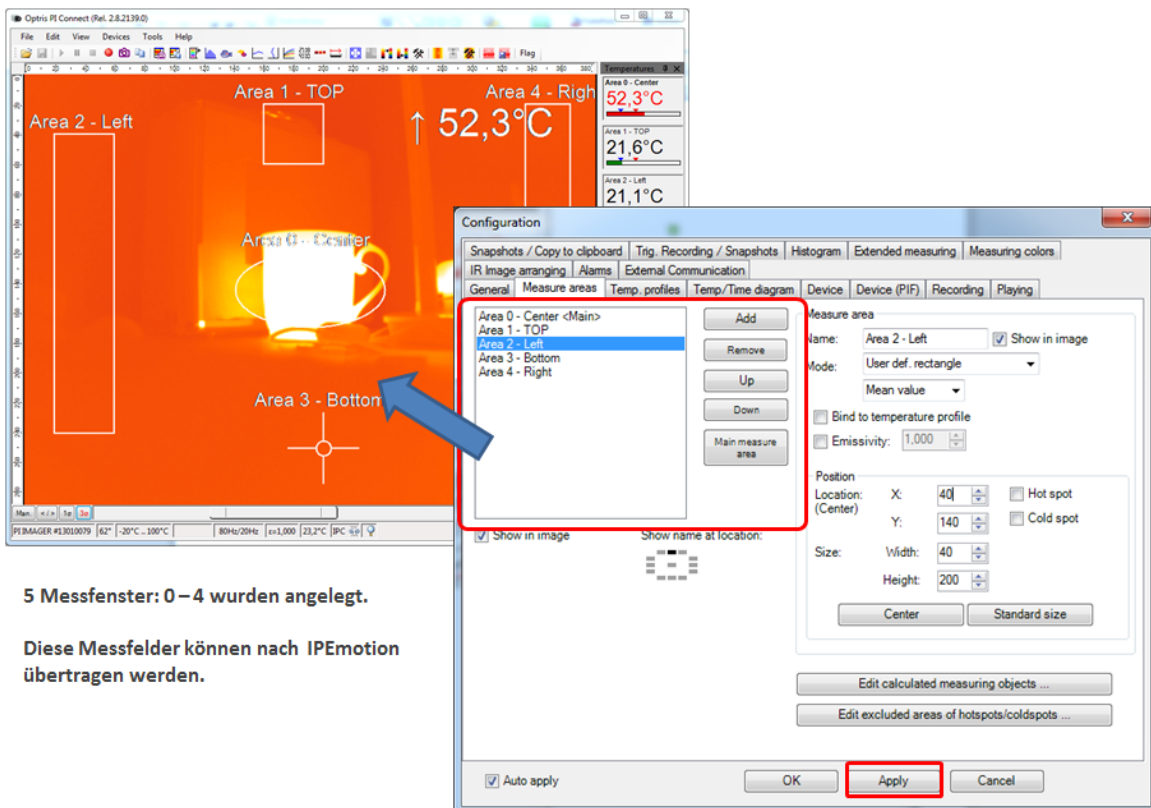 Optris PI Connect (Rel. 2.8.2139.0)
File Edit View Devices Tools Help
Flag
Temperatures
Area 0 - Center
52,3°C
Area 1 - TOP
21,6°C
Area 2 - Left
21,1°C
Area 1 - TOP
Area 4 - Righ
Area 2 - Left
↑ 52,3°C
Area 0 - Center
Area 3 - Bottom
Man. </> 1σ 3σ
PI IMAGER #13010079 62° -20°C .. 100°C 80Hz/20Hz ε=1,000 23,2°C IPC
Configuration
Snapshots / Copy to clipboard Trig. Recording / Snapshots Histogram Extended measuring Measuring colors
IR Image arranging Alarms External Communication
General Measure areas Temp. profiles Temp/Time diagram Device Device (PIF) Recording Playing
Area 0 - Center <Main>
Area 1 - TOP
Area 2 - Left
Area 3 - Bottom
Area 4 - Right
Add
Remove
Up
Down
Main measure
area
Show in image
Show name at location:
Measure area
Name: Area 2 - Left Show in image
Mode: User def. rectangle
Mean value
Bind to temperature profile
Emissivity: 1,000
Position
Location: X: 40 Hot spot
(Center)
Y: 140 Cold spot
Size: Width: 40
Height: 200
Center Standard size
Edit calculated measuring objects ...
Edit excluded areas of hotspots/coldspots ...
Auto apply OK Apply Cancel
5 Messfenster: 0 – 4 wurden angelegt.
Diese Messfelder können nach IPEmotion
übertragen werden.